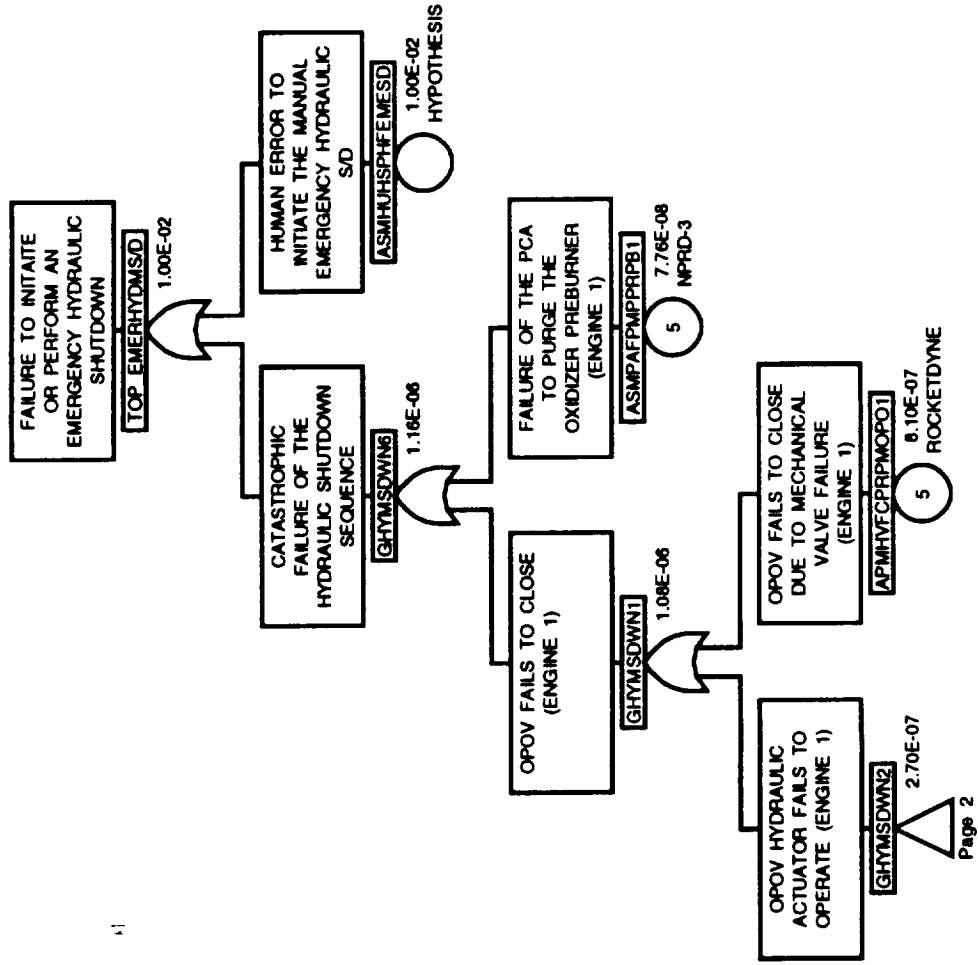 FAILURE TO INITAITE
OR PERFORM AN
EMERGENCY HYDRAULIC
SHUTDOWN
TOP EMERHYDMS/D
1.00E-02
CATASTROPHIC
FAILURE OF THE
HYDRAULIC SHUTDOWN
SEQUENCE
GHYMSDWN6
1.16E-06
HUMAN ERROR TO
INITIATE THE MANUAL
EMERGENCY HYDRAULIC
S/D
ASMHUHSPHFEMESD
1.00E-02
HYPOTHESIS
OPOV FAILS TO CLOSE
(ENGINE 1)
GHYMSDWN1
1.08E-06
FAILURE OF THE PCA
TO PURGE THE
OXIDIZER PREBURNER
(ENGINE 1)
ASMPAFPMPPRPB1
5
7.76E-08
NPRD-3
OPOV HYDRAULIC
ACTUATOR FAILS TO
OPERATE (ENGINE 1)
GHYMSDWN2
2.70E-07
Page 2
OPOV FAILS TO CLOSE
DUE TO MECHANICAL
VALVE FAILURE
(ENGINE 1)
APMHVFCPRPMOPO1
5
8.10E-07
ROCKETDYNE